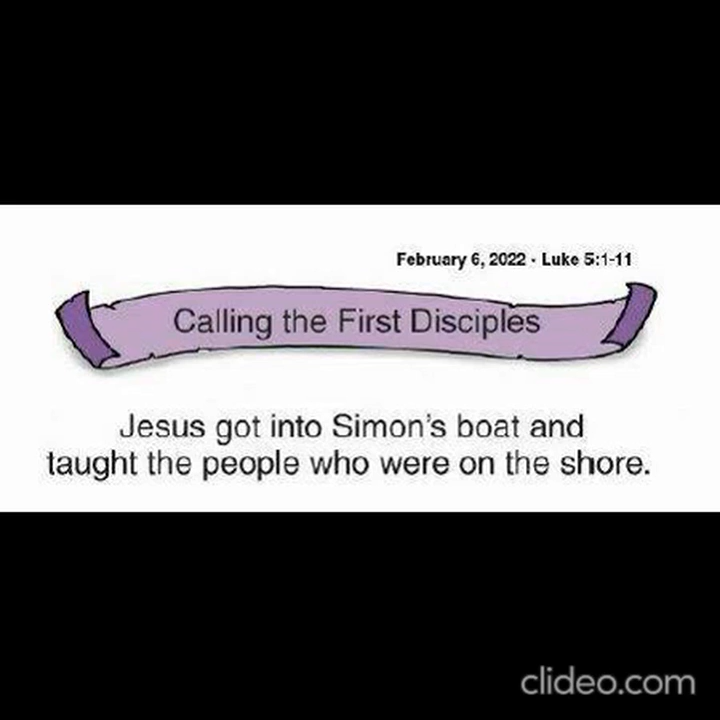 February 6, 2022 · Luke 5:1-11
Calling the First Disciples
Jesus got into Simon's boat and
taught the people who were on the shore.
clideo.com